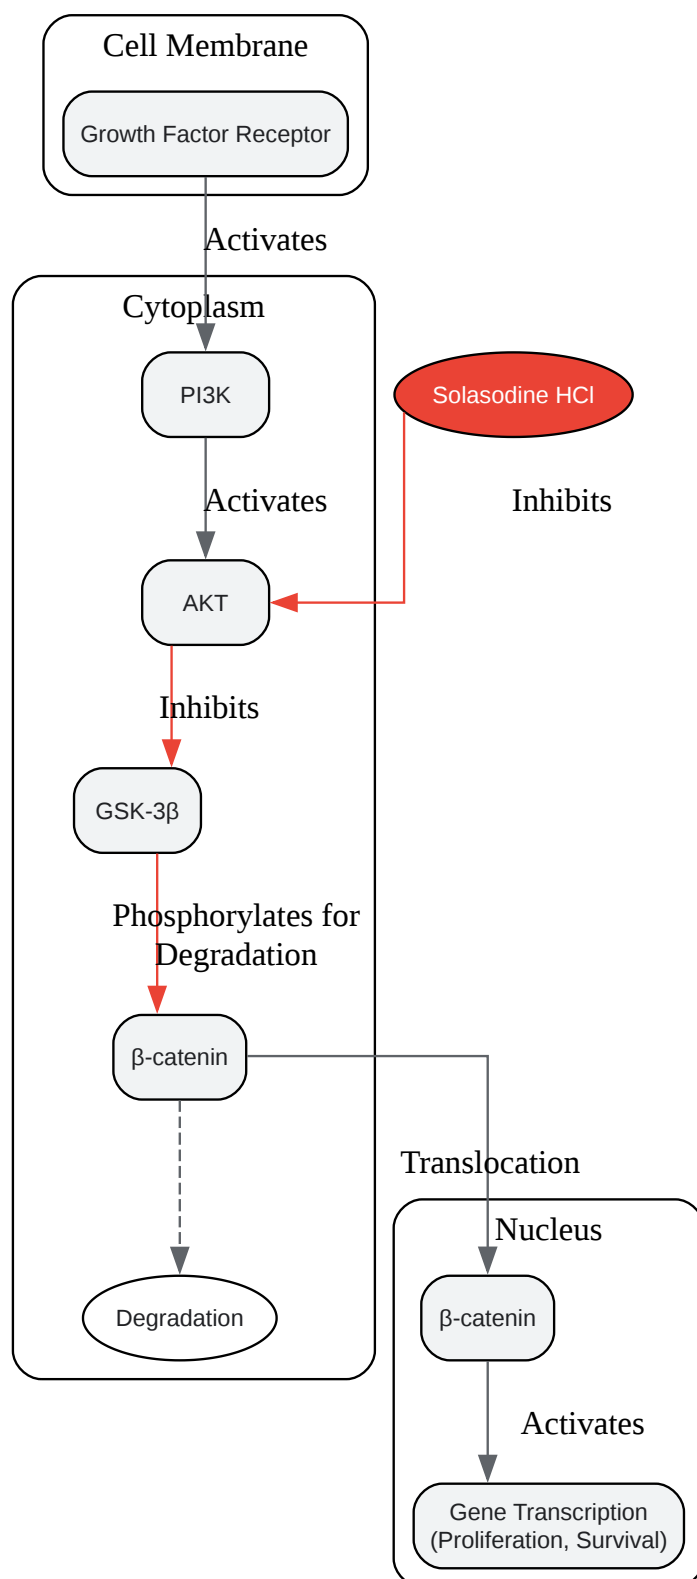 Cell Membrane
Growth Factor Receptor
Activates
Cytoplasm
PI3K
Solasodine HCl
Activates
Inhibits
AKT
Inhibits
GSK-3β
Phosphorylates for
Degradation
β-catenin
Translocation
Nucleus
Degradation
β-catenin
Activates
Gene Transcription
(Proliferation, Survival)